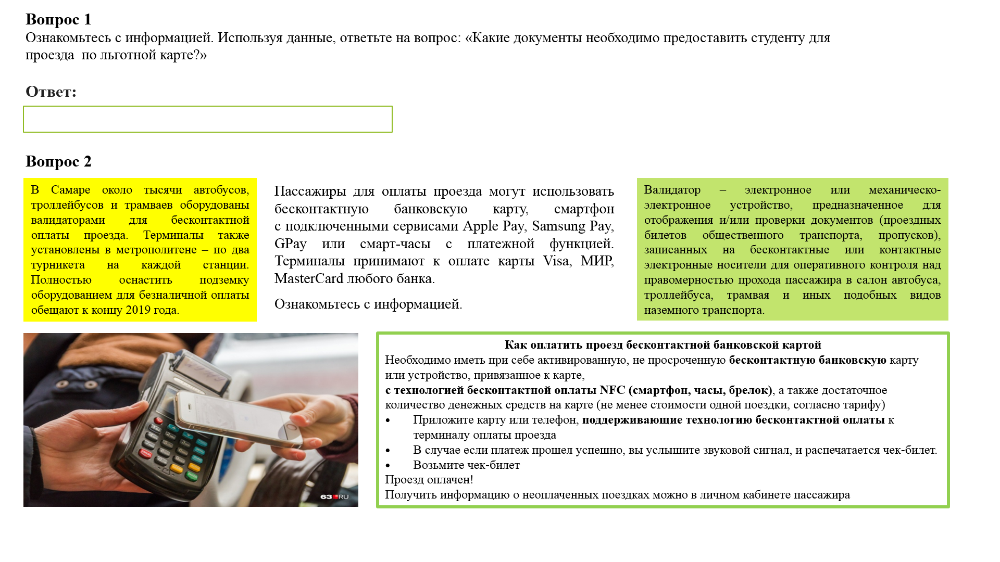 Вопрос 1
Ознакомьтесь с информацией. Используя данные, ответьте на вопрос: «Какие документы необходимо предоставить студенту для
проезда по льготной карте?»
Ответ:
Вопрос 2
В Самаре около тысячи автобусов,
троллейбусов и трамваев оборудованы
валидаторами для бесконтактной
оплаты проезда. Терминалы также
установлены в метрополитене – по два
турникета на каждой станции.
Полностью оснастить подземку
оборудованием для безналичной оплаты
обещают к концу 2019 года.
Пассажиры для оплаты проезда могут использовать
бесконтактную банковскую карту, смартфон
с подключенными сервисами Apple Pay, Samsung Pay,
GPay или смарт-часы с платежной функцией.
Терминалы принимают к оплате карты Visa, МИР,
MasterCard любого банка.
Ознакомьтесь с информацией.
Валидатор – электронное или механическо-
электронное устройство, предназначенное для
отображения и/или проверки документов (проездных
билетов общественного транспорта, пропусков),
записанных на бесконтактные или контактные
электронные носители для оперативного контроля над
правомерностью прохода пассажира в салон автобуса,
троллейбуса, трамвая и иных подобных видов
наземного транспорта.
63 RU
Как оплатить проезд бесконтактной банковской картой
Необходимо иметь при себе активированную, не просроченную бесконтактную банковскую карту
или устройство, привязанное к карте,
с технологией бесконтактной оплаты NFC (смартфон, часы, брелок), а также достаточное
количество денежных средств на карте (не менее стоимости одной поездки, согласно тарифу)
• Приложите карту или телефон, поддерживающие технологию бесконтактной оплаты к
терминалу оплаты проезда
• В случае если платеж прошел успешно, вы услышите звуковой сигнал, и распечатается чек-билет.
• Возьмите чек-билет
Проезд оплачен!
Получить информацию о неоплаченных поездках можно в личном кабинете пассажира